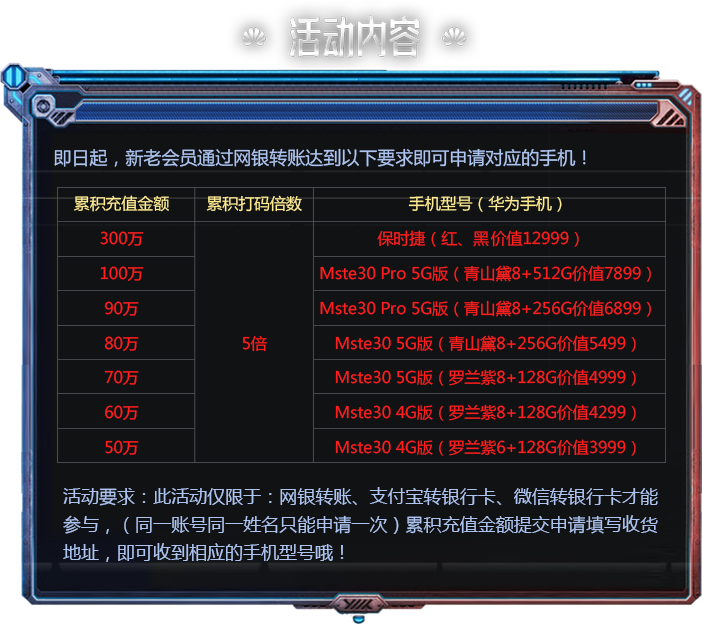 活动内容
即日起，新老会员通过网银转账达到以下要求即可申请对应的手机！
累积充值金额 累积打码倍数 手机型号（华为手机）
300万 保时捷（红、黑价值12999）
100万 Mste30 Pro 5G版（青山黛8+512G价值7899）
90万 Mste30 Pro 5G版（青山黛8+256G价值6899）
80万 5倍 Mste30 5G版（青山黛8+256G价值5499）
70万 Mste30 5G版（罗兰紫8+128G价值4999）
60万 Mste30 4G版（罗兰紫8+128G价值4299）
50万 Mste30 4G版（罗兰紫6+128G价值3999）
活动要求：此活动仅限于：网银转账、支付宝转银行卡、微信转银行卡才能
参与，（同一账号同一姓名只能申请一次）累积充值金额提交申请填写收货
地址，即可收到相应的手机型号哦！